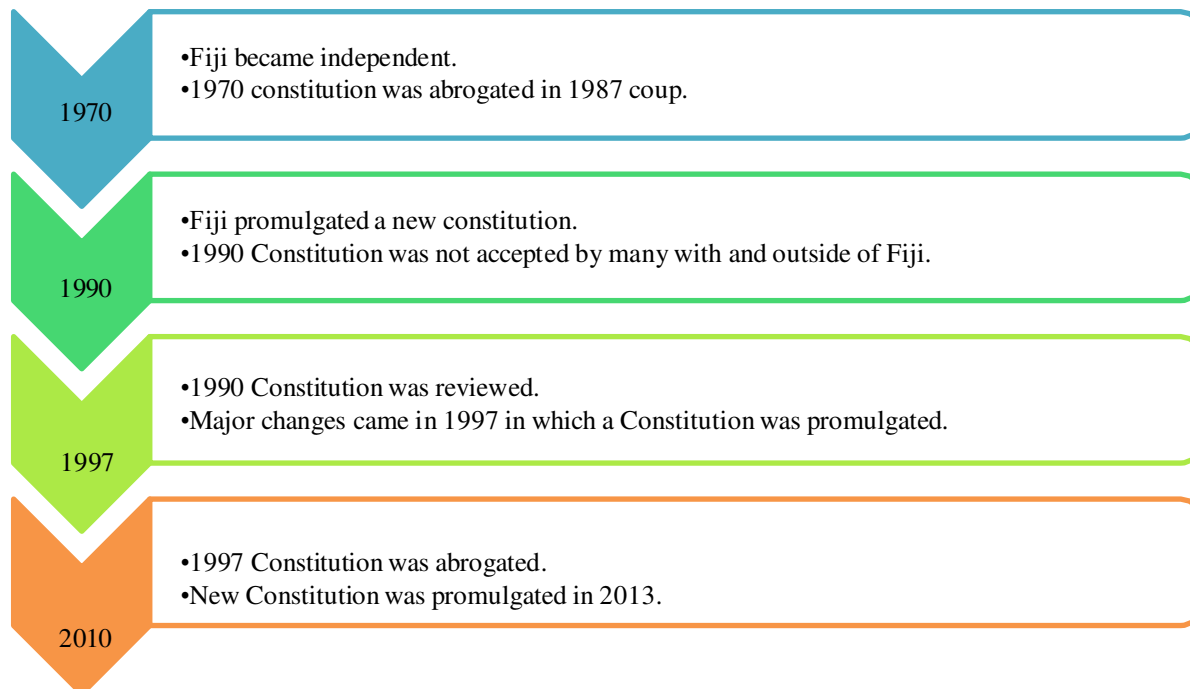 1970
•Fiji became independent.
•1970 constitution was abrogated in 1987 coup.
1990
•Fiji promulgated a new constitution.
•1990 Constitution was not accepted by many with and outside of Fiji.
1997
•1990 Constitution was reviewed.
•Major changes came in 1997 in which a Constitution was promulgated.
2010
•1997 Constitution was abrogated.
•New Constitution was promulgated in 2013.